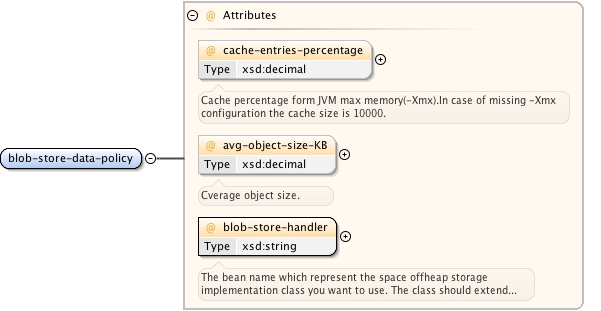 @ Attributes
@ cache-entries-percentage
Type xsd:decimal
Cache percentage form JVM max memory(-Xmx).In case of missing -Xmx
configuration the cache size is 10000.
blob-store-data-policy
@ avg-object-size-KB
Type xsd:decimal
Cverage object size.
@ blob-store-handler
Type xsd:string
The bean name which represent the space offheap storage
implementation class you want to use. The class should extend...